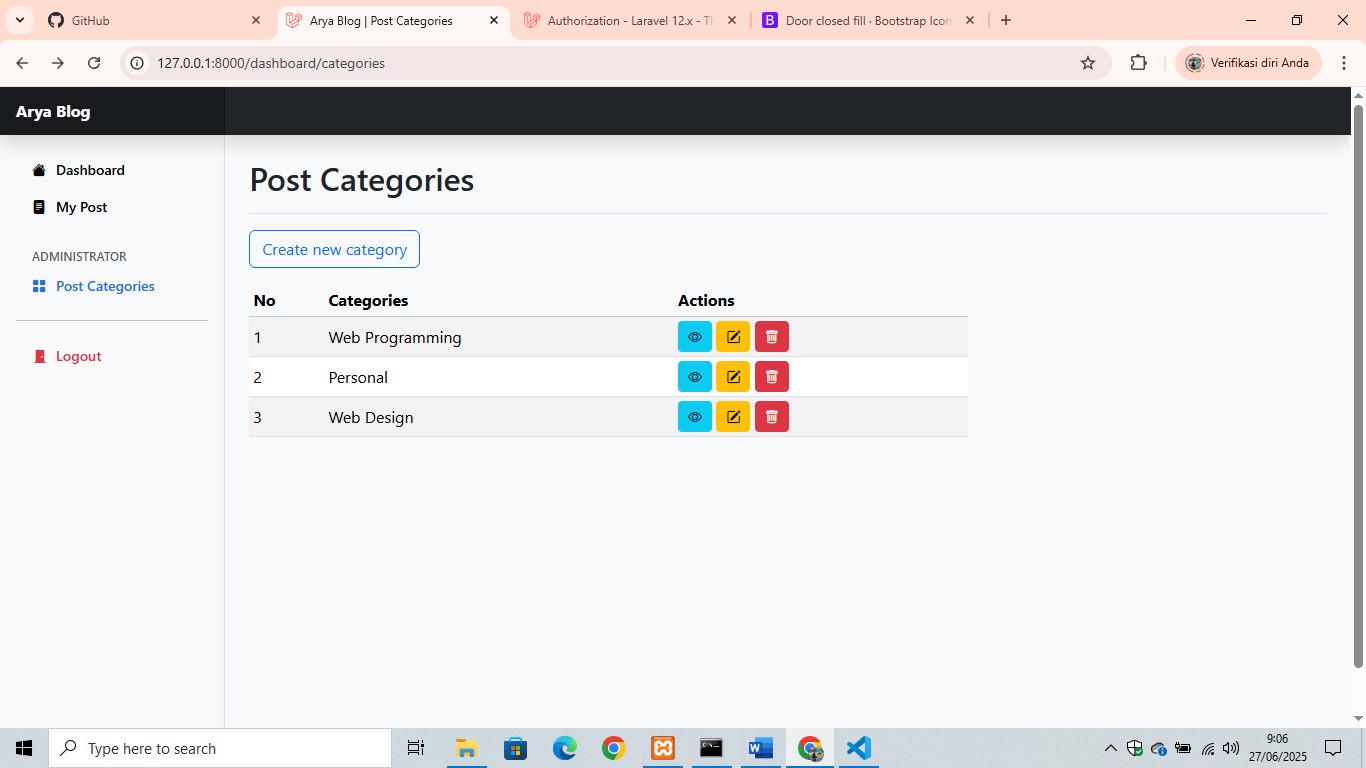 GitHub
Arya Blog | Post Categories
Authorization - Laravel 12.x - Th
Door closed fill · Bootstrap Icon
127.0.0.1:8000/dashboard/categories
Verifikasi diri Anda
Arya Blog
Dashboard
My Post
ADMINISTRATOR
Post Categories
Logout
Post Categories
Create new category
No Categories Actions
1 Web Programming
2 Personal
3 Web Design
Type here to search
9:06
27/06/2025